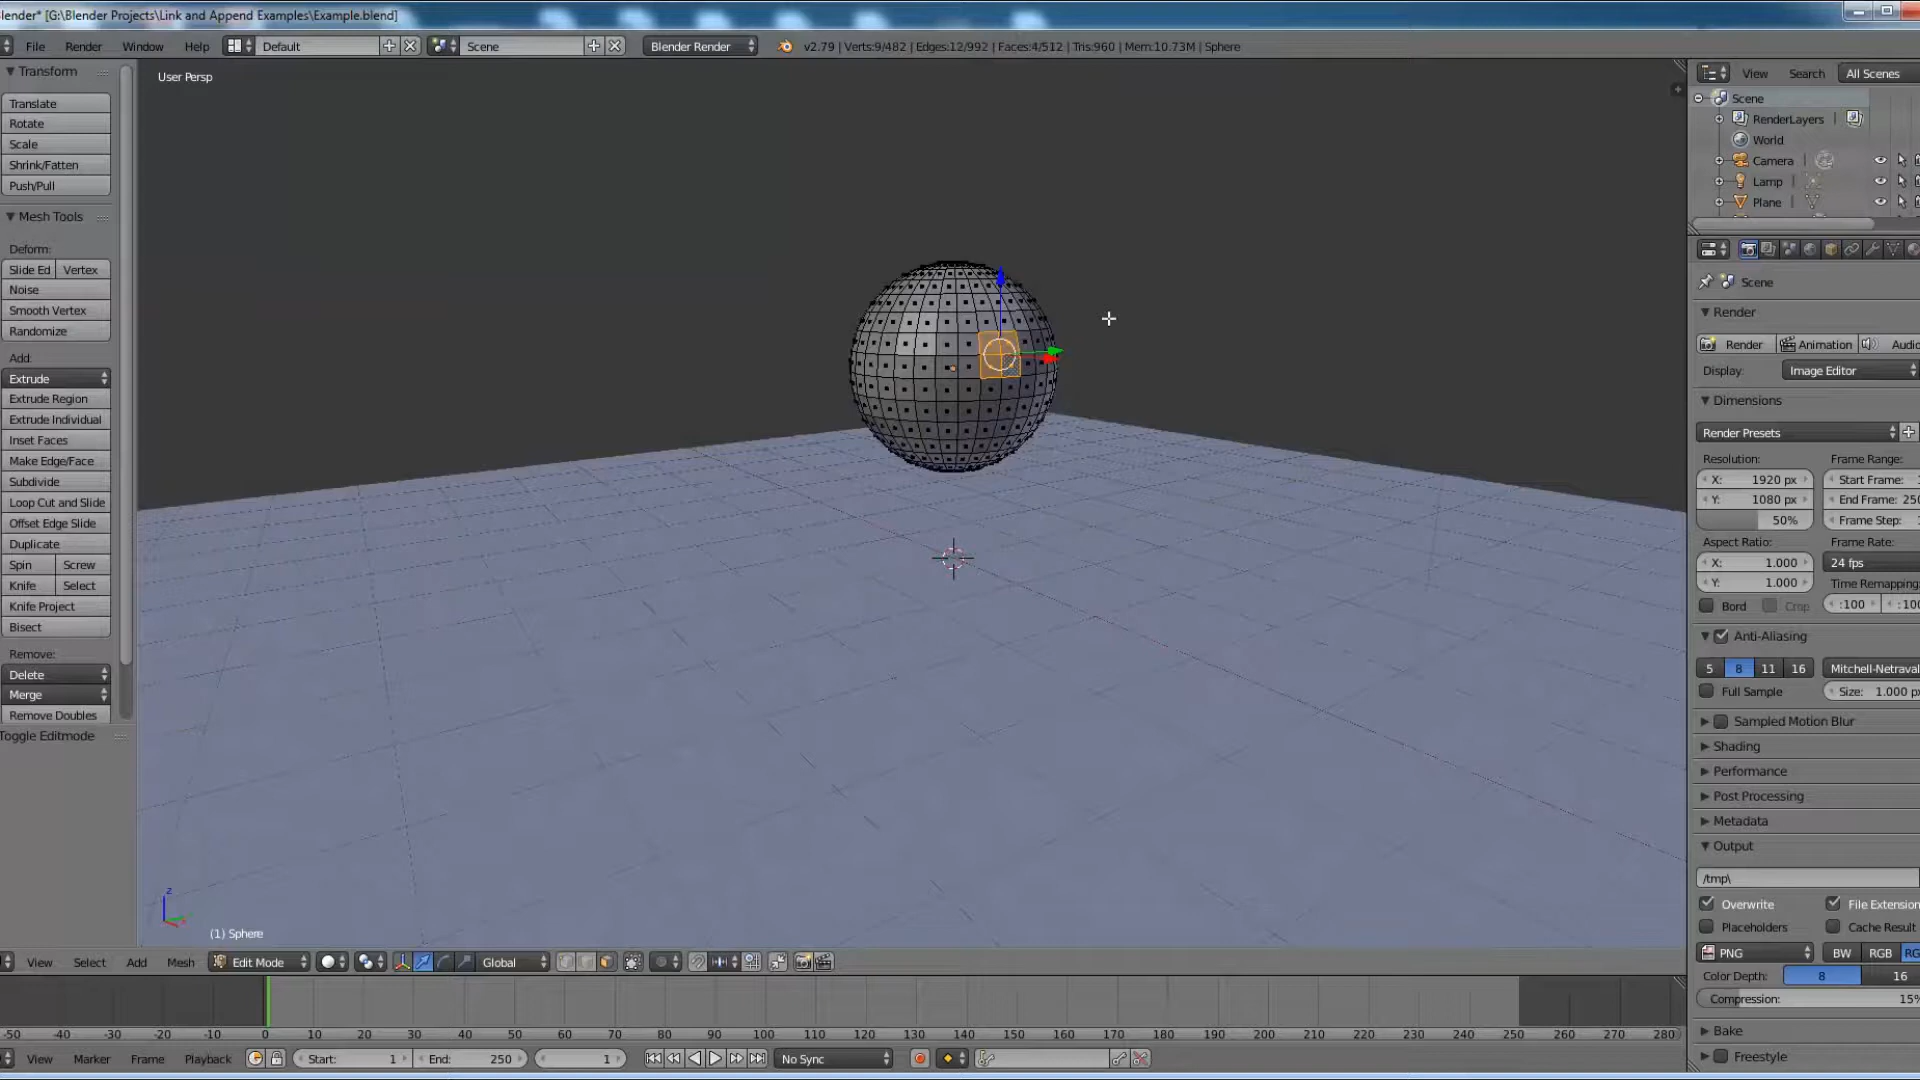 lender* [G:\Blender Projects\Link and Append Examples\Example.blend]
File Render Window Help Default Scene Blender Render v2.79 | Verts:9/482 | Edges:12/992 | Faces:4/512 | Tris:960 | Mem:10.73M | Sphere
Transform
Translate
Rotate
Scale
Shrink/Fatten
Push/Pull
Mesh Tools
Deform:
Slide Ed Vertex
Noise
Smooth Vertex
Randomize
Add:
Extrude
Extrude Region
Extrude Individual
Inset Faces
Make Edge/Face
Subdivide
Loop Cut and Slide
Offset Edge Slide
Duplicate
Spin Screw
Knife Select
Knife Project
Bisect
Remove:
Delete
Merge
Remove Doubles
Toggle Editmode
User Persp
z
(1) Sphere
View Search All Scenes
Scene
RenderLayers
World
Camera
Lamp
Plane
Scene
Render
Render Animation Audio
Display: Image Editor
Dimensions
Render Presets
Resolution: Frame Range:
X: 1920 px Start Frame: 1
Y: 1080 px End Frame: 250
50% Frame Step: 1
Aspect Ratio: Frame Rate:
X: 1.000 24 fps
Y: 1.000 Time Remapping:
Bord Crop :100 :100
Anti-Aliasing
5 8 11 16 Mitchell-Netraval
Full Sample Size: 1.000 px
Sampled Motion Blur
Shading
Performance
Post Processing
Metadata
Output
/tmp\
Overwrite File Extension
Placeholders Cache Result
PNG BW RGB RG
Color Depth: 8 16
Compression: 15%
Bake
Freestyle
View Select Add Mesh Edit Mode Global
-50 -40 -30 -20 -10 0 10 20 30 40 50 60 70 80 90 100 110 120 130 140 150 160 170 180 190 200 210 220 230 240 250 260 270 280
View Marker Frame Playback Start: 1 End: 250 1 No Sync